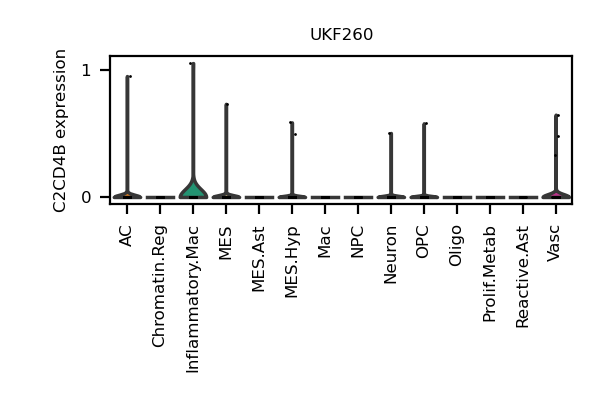 UKF260
C2CD4B expression
1
0
AC
Chromatin.Reg
Inflammatory.Mac
MES
MES.Ast
MES.Hyp
Mac
NPC
Neuron
OPC
Oligo
Prolif.Metab
Reactive.Ast
Vasc